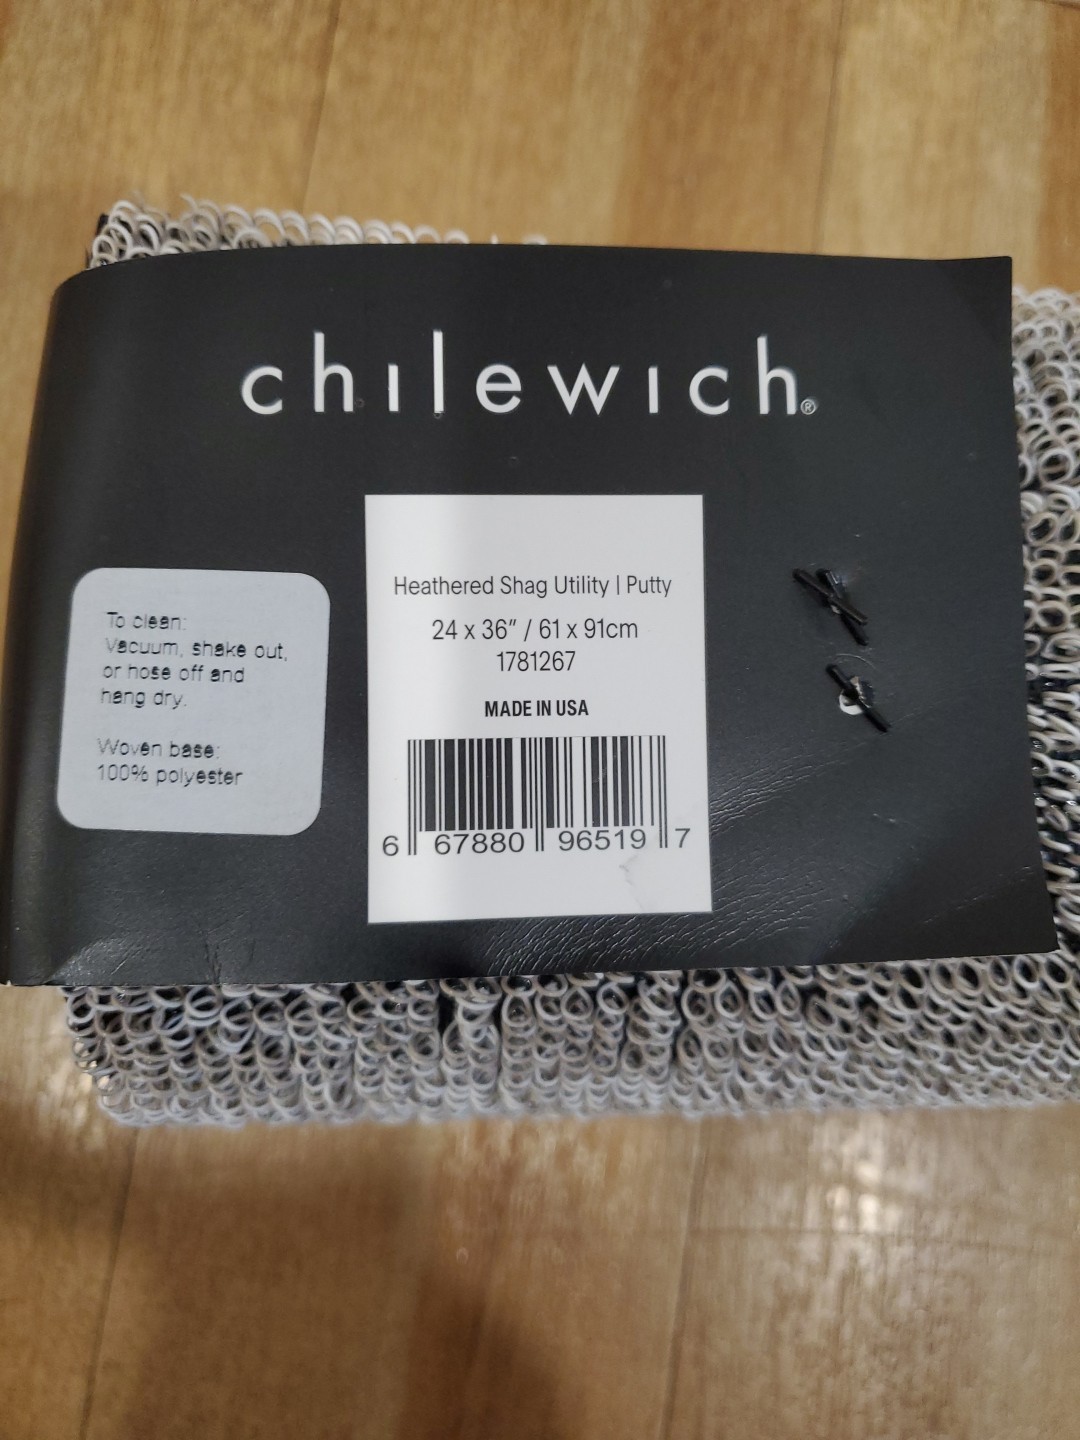 chilewich®
To clean:
Vacuum, shake out,
or hose off and
hang dry.
Woven base:
100% polyester
Heathered Shag Utility | Putty
24 x 36" / 61 x 91cm
1781267
MADE IN USA
6 67880 96519 7